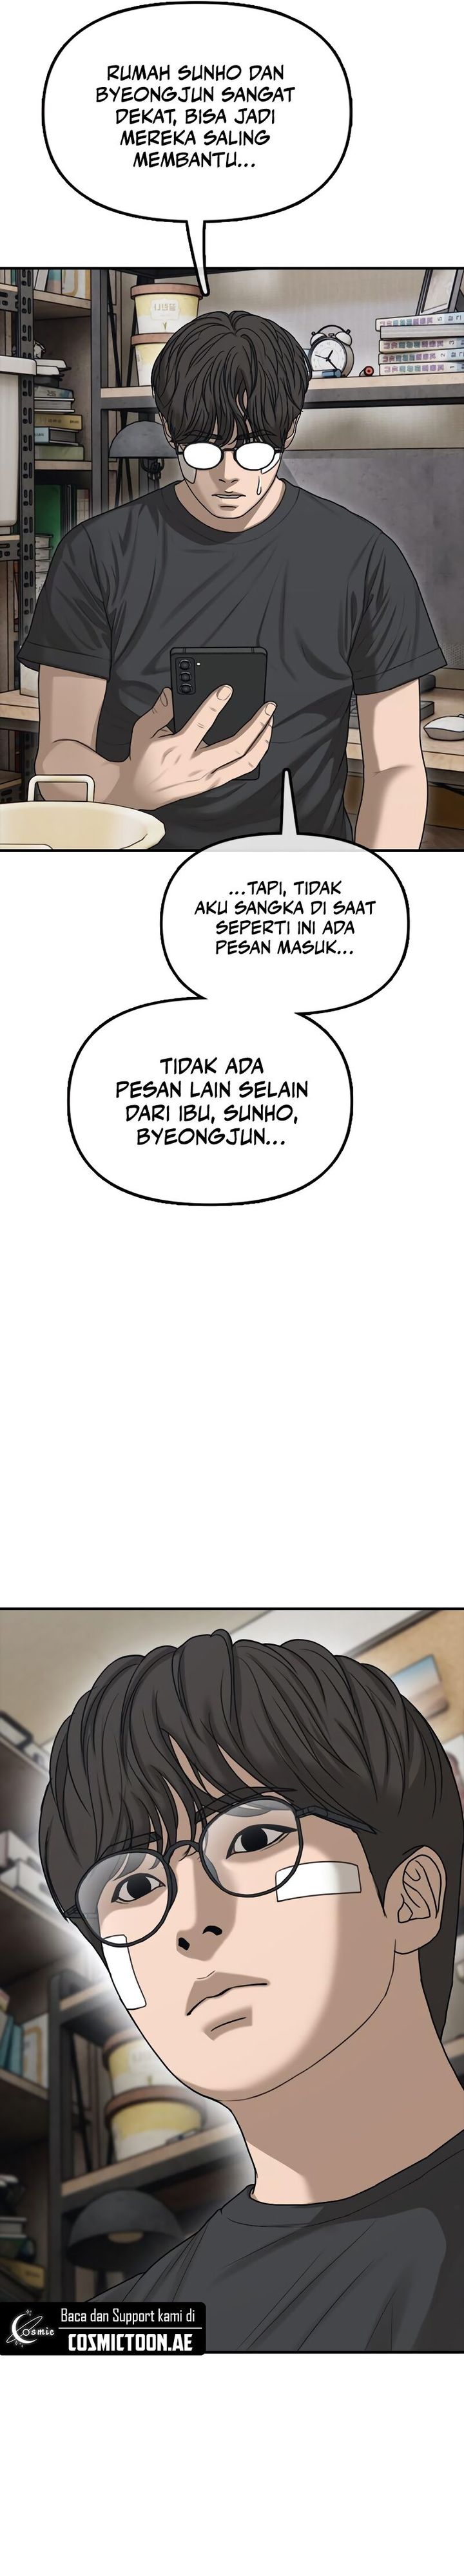 RUMAH SUNHO DAN
BYEONGJUN SANGAT
DEKAT, BISA JADI
MEREKA SALING
MEMBANTU...
...TAPI, TIDAK
AKU SANGKA DI SAAT
SEPERTI INI ADA
PESAN MASUK...
TIDAK ADA
PESAN LAIN SELAIN
DARI IBU, SUNHO,
BYEONGJUN...
Cosmic
Baca dan Support kami di
COSMICTOON.AE